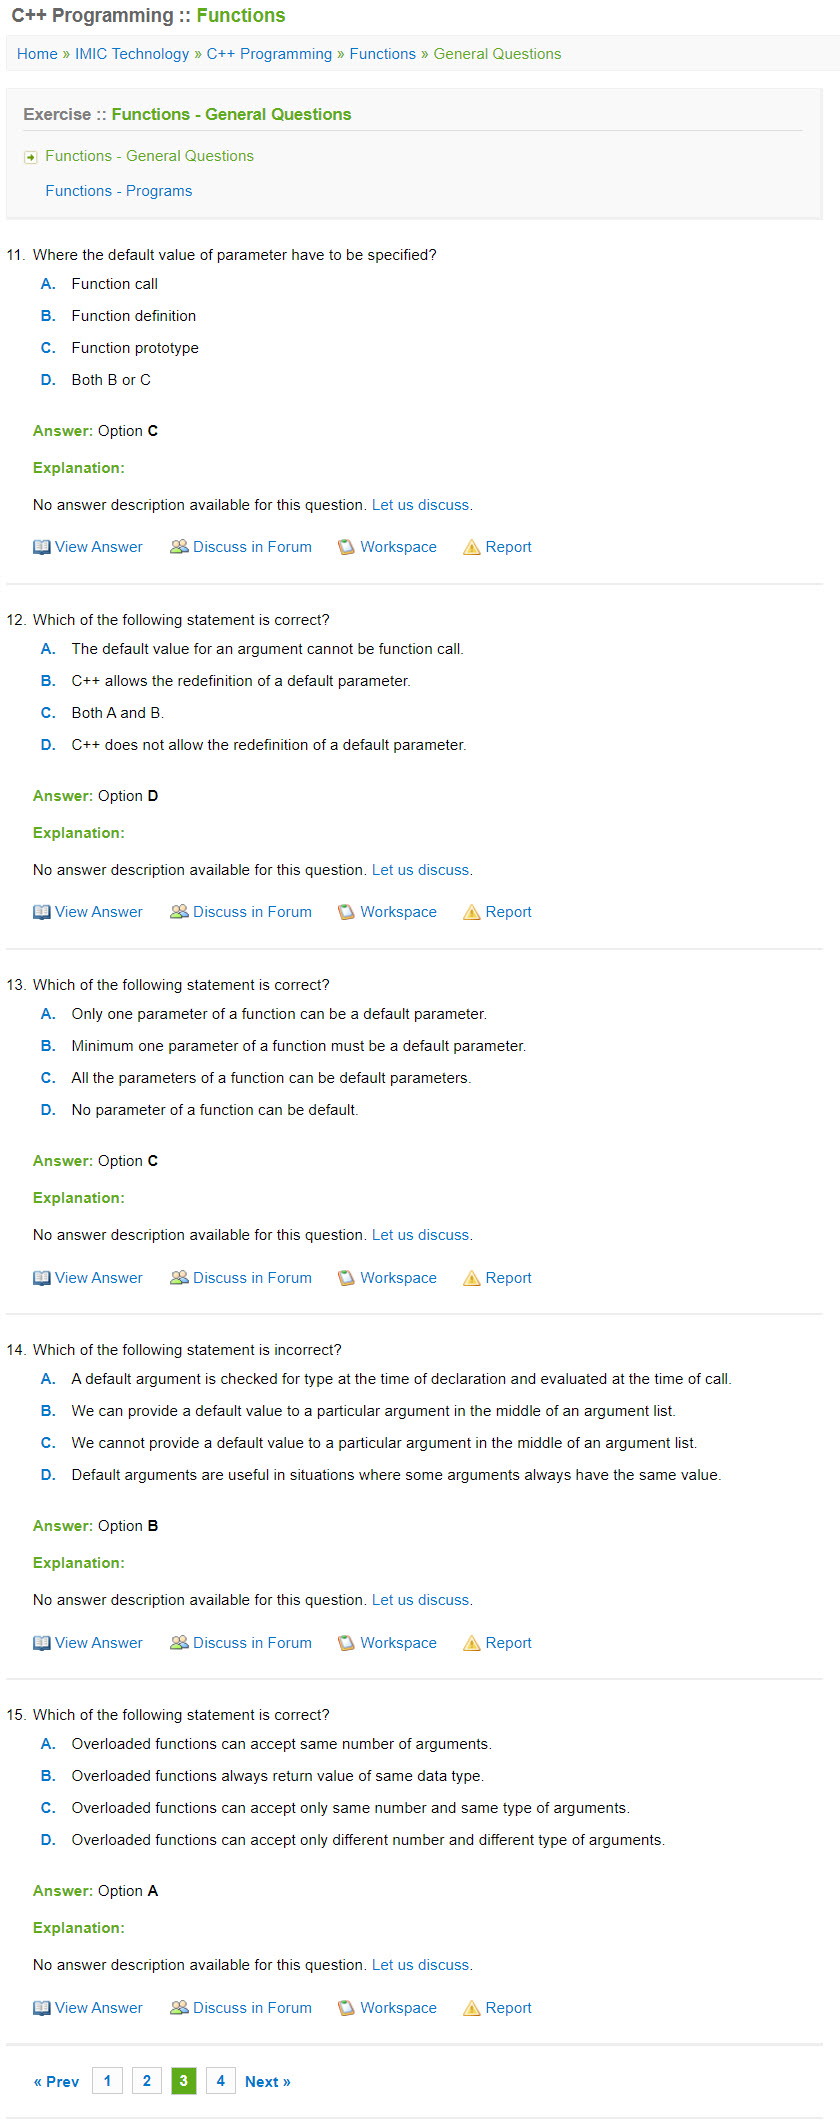 C++ Programming :: Functions
Home » IMIC Technology » C++ Programming » Functions » General Questions
Exercise :: Functions - General Questions
Functions - General Questions
Functions - Programs
11. Where the default value of parameter have to be specified?
A. Function call
B. Function definition
C. Function prototype
D. Both B or C
Answer: Option C
Explanation:
No answer description available for this question. Let us discuss.
View Answer Discuss in Forum Workspace Report
12. Which of the following statement is correct?
A. The default value for an argument cannot be function call.
B. C++ allows the redefinition of a default parameter.
C. Both A and B.
D. C++ does not allow the redefinition of a default parameter.
Answer: Option D
Explanation:
No answer description available for this question. Let us discuss.
View Answer Discuss in Forum Workspace Report
13. Which of the following statement is correct?
A. Only one parameter of a function can be a default parameter.
B. Minimum one parameter of a function must be a default parameter.
C. All the parameters of a function can be default parameters.
D. No parameter of a function can be default.
Answer: Option C
Explanation:
No answer description available for this question. Let us discuss.
View Answer Discuss in Forum Workspace Report
14. Which of the following statement is incorrect?
A. A default argument is checked for type at the time of declaration and evaluated at the time of call.
B. We can provide a default value to a particular argument in the middle of an argument list.
C. We cannot provide a default value to a particular argument in the middle of an argument list.
D. Default arguments are useful in situations where some arguments always have the same value.
Answer: Option B
Explanation:
No answer description available for this question. Let us discuss.
View Answer Discuss in Forum Workspace Report
15. Which of the following statement is correct?
A. Overloaded functions can accept same number of arguments.
B. Overloaded functions always return value of same data type.
C. Overloaded functions can accept only same number and same type of arguments.
D. Overloaded functions can accept only different number and different type of arguments.
Answer: Option A
Explanation:
No answer description available for this question. Let us discuss.
View Answer Discuss in Forum Workspace Report
« Prev 1 2 3 4 Next »